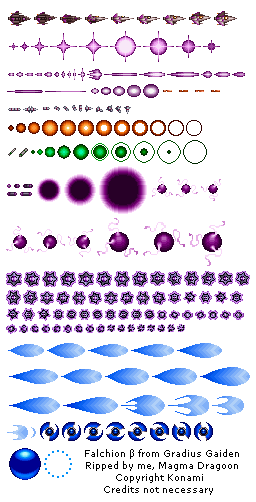 Falchion β from Gradius Gaiden
Ripped by me, Magma Dragoon
Copyright Konami
Credits not necessary